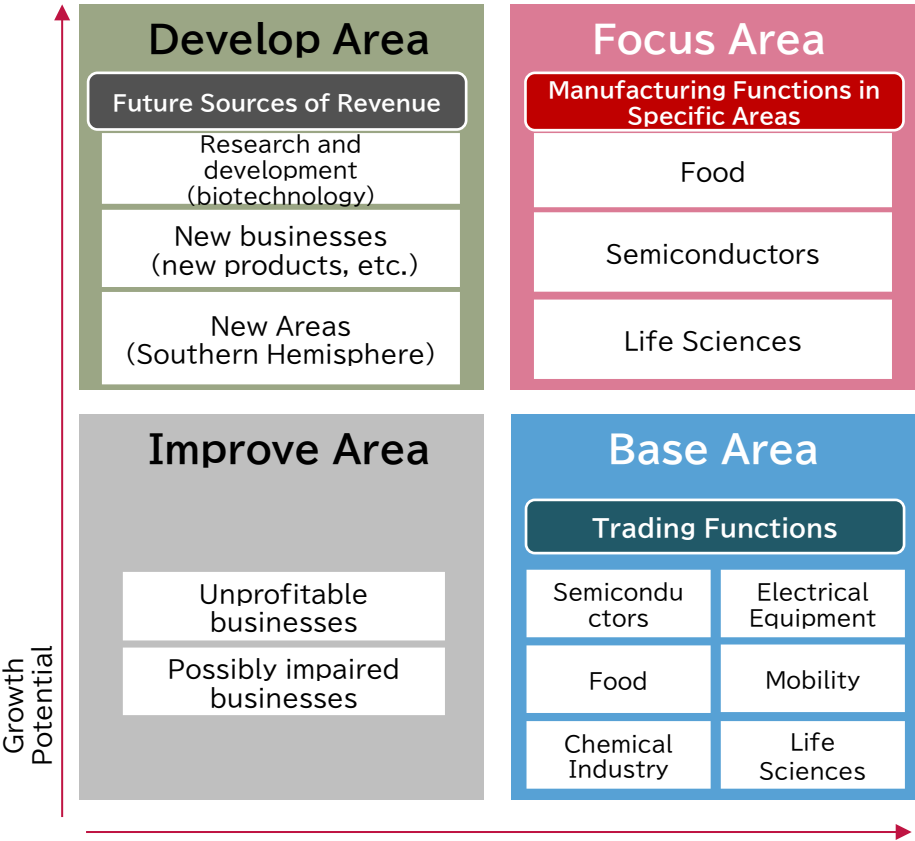 Develop Area
Future Sources of Revenue
Research and
development
(biotechnology)
New businesses
(new products, etc.)
New Areas
(Southern Hemisphere)
Focus Area
Manufacturing Functions in
Specific Areas
Food
Semiconductors
Life Sciences
Improve Area
Unprofitable
businesses
Possibly impaired
businesses
Base Area
Trading Functions
Semicondu
ctors
Electrical
Equipment
Food
Mobility
Chemical
Industry
Life
Sciences
Growth
Potential